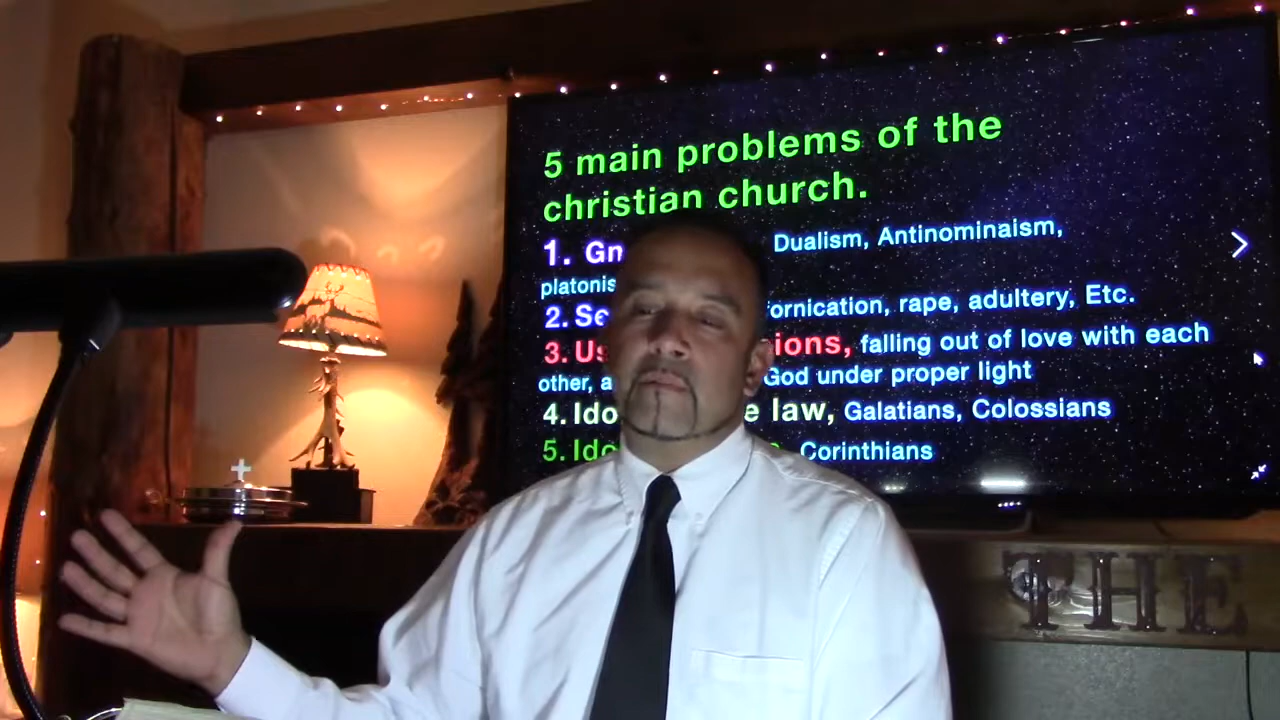 5 main problems of the
christian church.
1. Gn Dualism, Antinominaism,
platonis
2. Se fornication, rape, adultery, Etc.
3. Us ions, falling out of love with each
other, a God under proper light
4. Ido e law, Galatians, Colossians
5. Ido Corinthians
THE